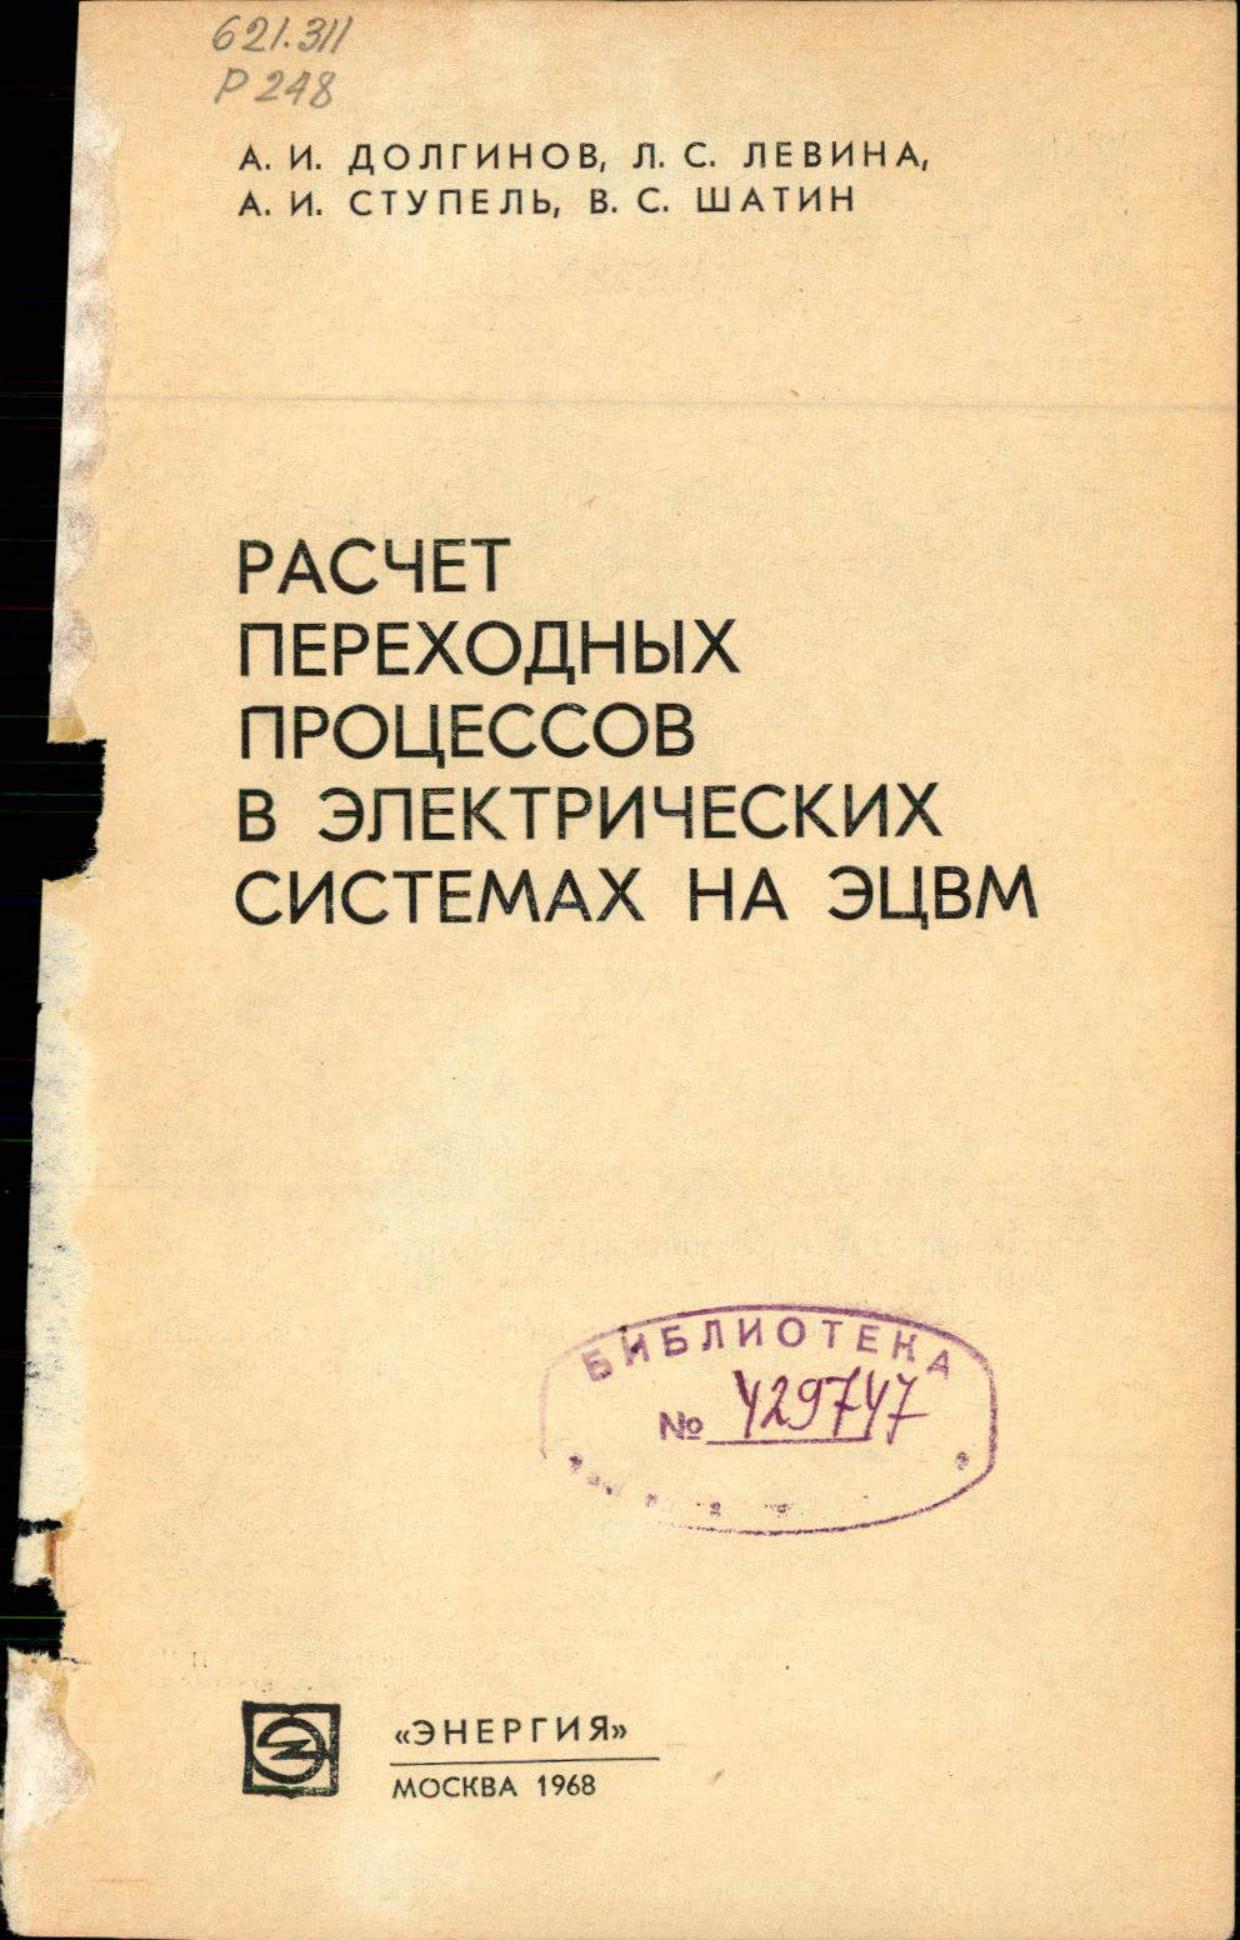 621.311
Р 248
А. И. ДОЛГИНОВ, Л. С. ЛЕВИНА,
А. И. СТУПЕЛЬ, В. С. ШАТИН
РАСЧЕТ
ПЕРЕХОДНЫХ
ПРОЦЕССОВ
В ЭЛЕКТРИЧЕСКИХ
СИСТЕМАХ НА ЭЦВМ
БИБЛИОТЕКА
№ 429747
«ЭНЕРГИЯ»
МОСКВА 1968